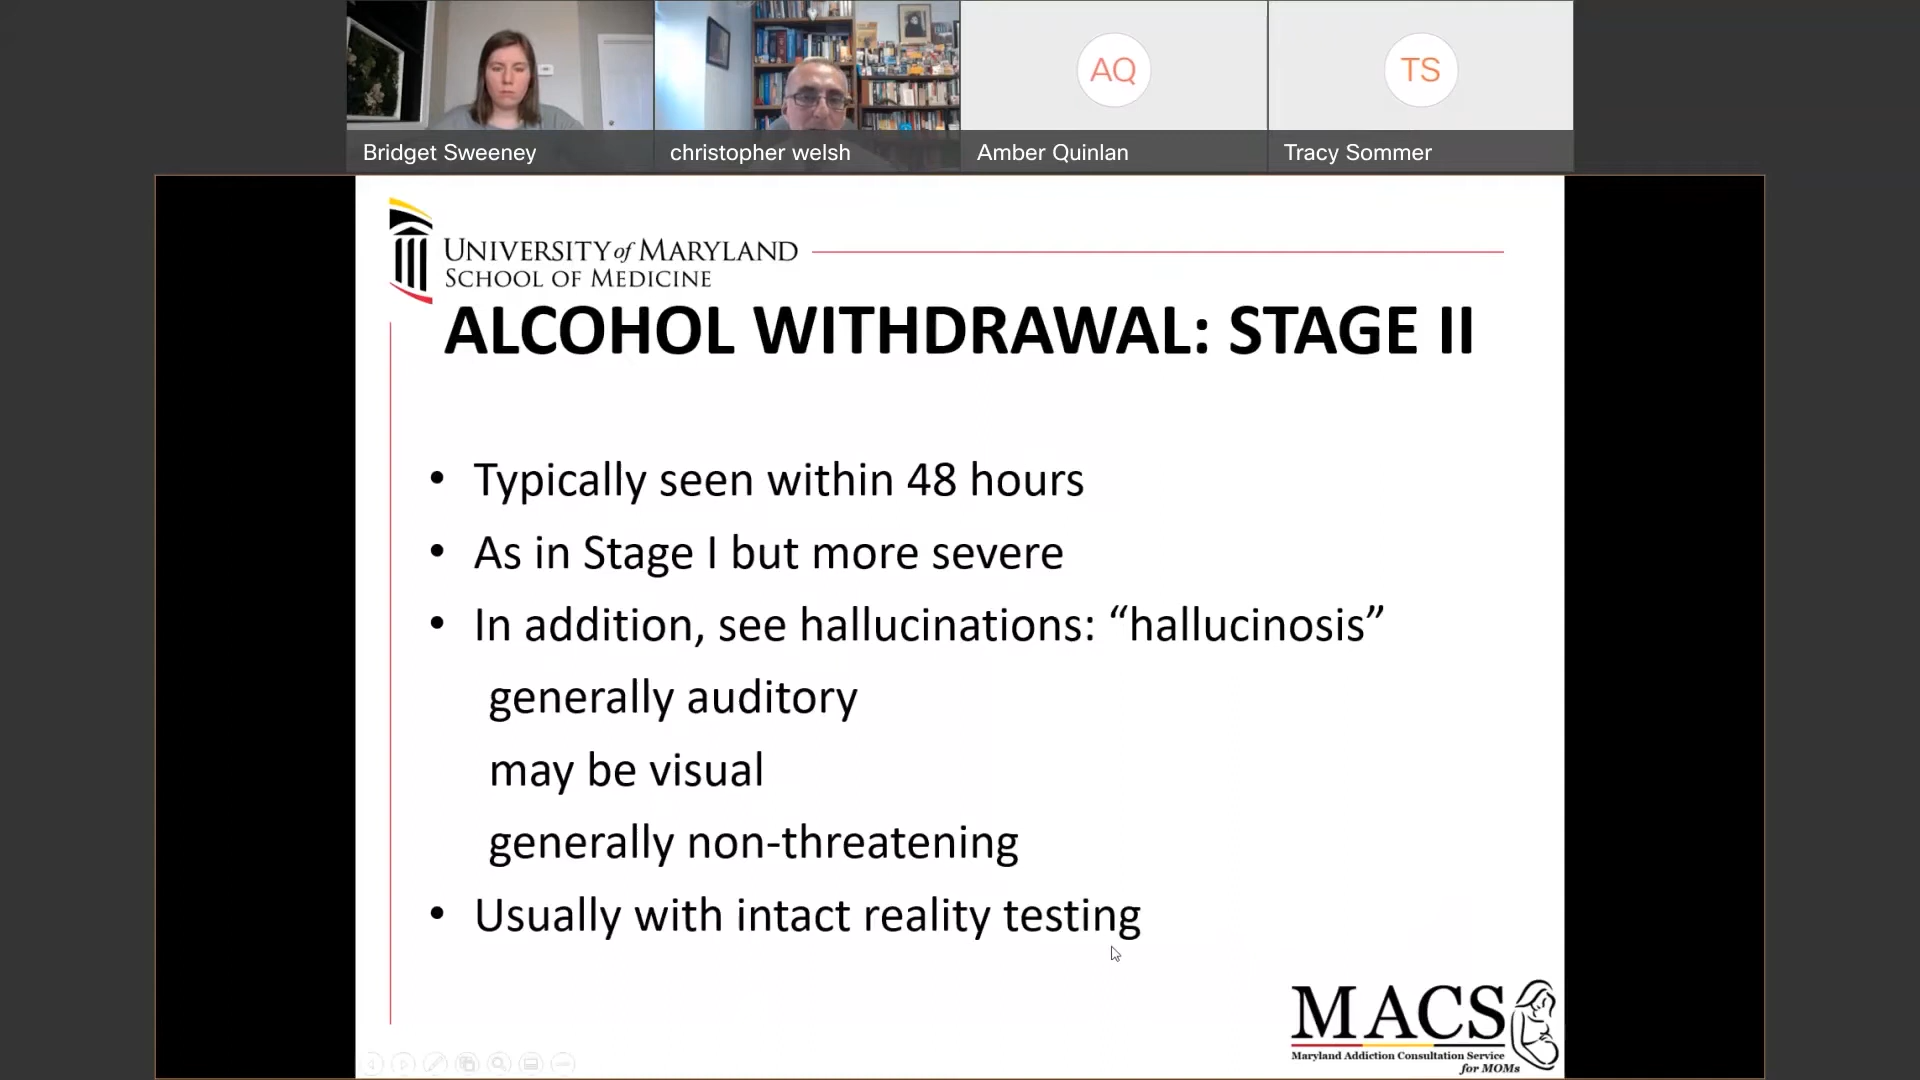 AQ
TS
Bridget Sweeney
christopher welsh
Amber Quinlan
Tracy Sommer
UNIVERSITY of MARYLAND
SCHOOL OF MEDICINE
ALCOHOL WITHDRAWAL: STAGE II
• Typically seen within 48 hours
• As in Stage I but more severe
• In addition, see hallucinations: “hallucinosis”
generally auditory
may be visual
generally non-threatening
• Usually with intact reality testing
MACS
Maryland Addiction Consultation Service
for MOMs